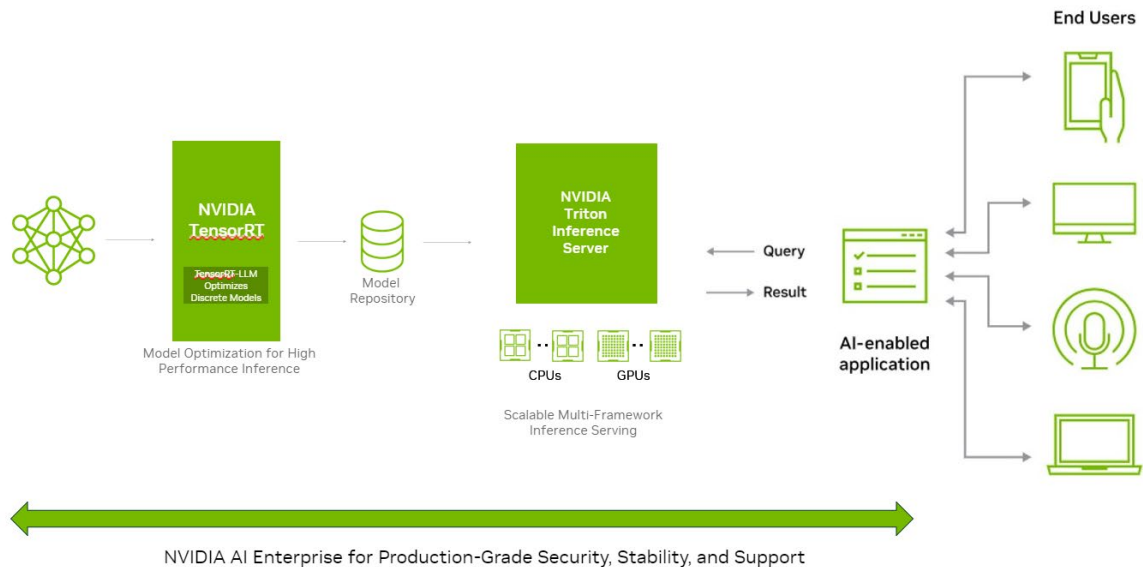 End Users
NVIDIA
TensorRT
TensorRT-LLM
Optimizes
Discrete Models
Model Optimization for High
Performance Inference
Model
Repository
NVIDIA
Triton
Inference
Server
CPUs
GPUs
Scalable Multi-Framework
Inference Serving
Query
Result
AI-enabled
application
NVIDIA AI Enterprise for Production-Grade Security, Stability, and Support